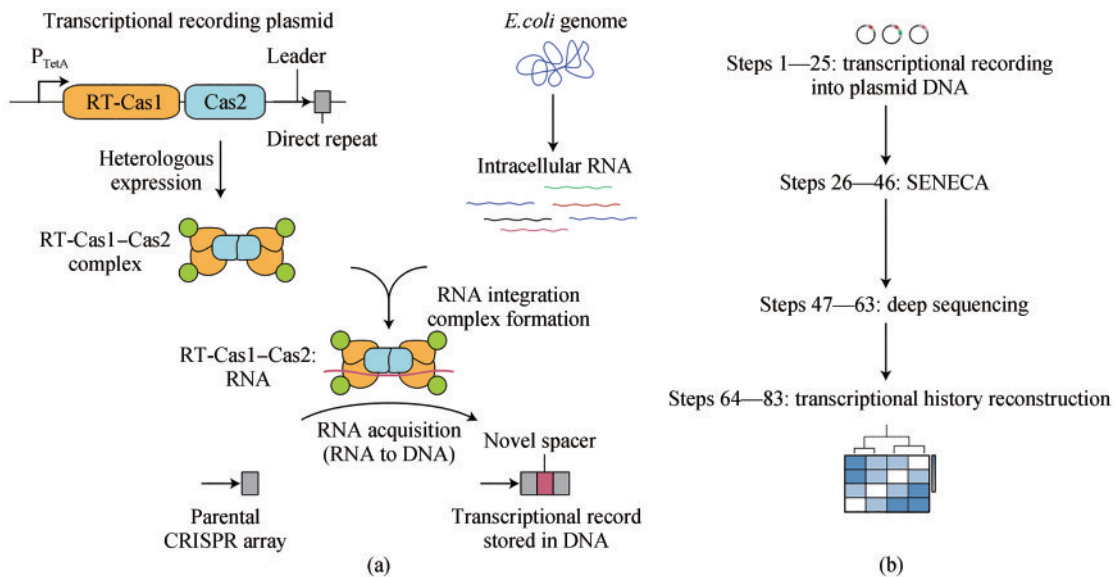 Transcriptional recording plasmid
P_TetA
Leader
RT-Cas1
Cas2
Direct repeat
Heterologous
expression
RT-Cas1–Cas2
complex
E.coli genome
Intracellular RNA
RNA integration
complex formation
RT-Cas1–Cas2:
RNA
RNA acquisition
(RNA to DNA)
Novel spacer
Parental
CRISPR array
Transcriptional record
stored in DNA
(a)
Steps 1—25: transcriptional recording
into plasmid DNA
Steps 26—46: SENECA
Steps 47—63: deep sequencing
Steps 64—83: transcriptional history reconstruction
(b)